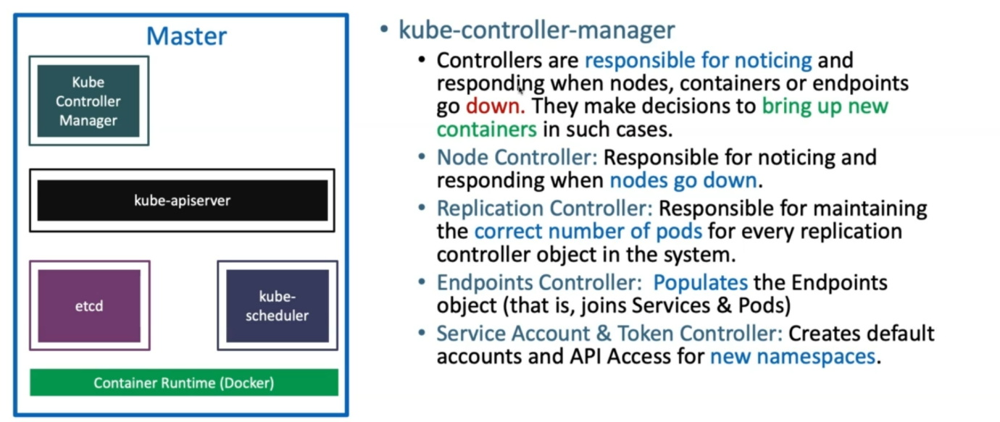 Master
Kube
Controller
Manager
kube-apiserver
etcd
kube-
scheduler
Container Runtime (Docker)
• kube-controller-manager
• Controllers are responsible for noticing and
responding when nodes, containers or endpoints
go down. They make decisions to bring up new
containers in such cases.
• Node Controller: Responsible for noticing and
responding when nodes go down.
• Replication Controller: Responsible for maintaining
the correct number of pods for every replication
controller object in the system.
• Endpoints Controller: Populates the Endpoints
object (that is, joins Services & Pods)
• Service Account & Token Controller: Creates default
accounts and API Access for new namespaces.